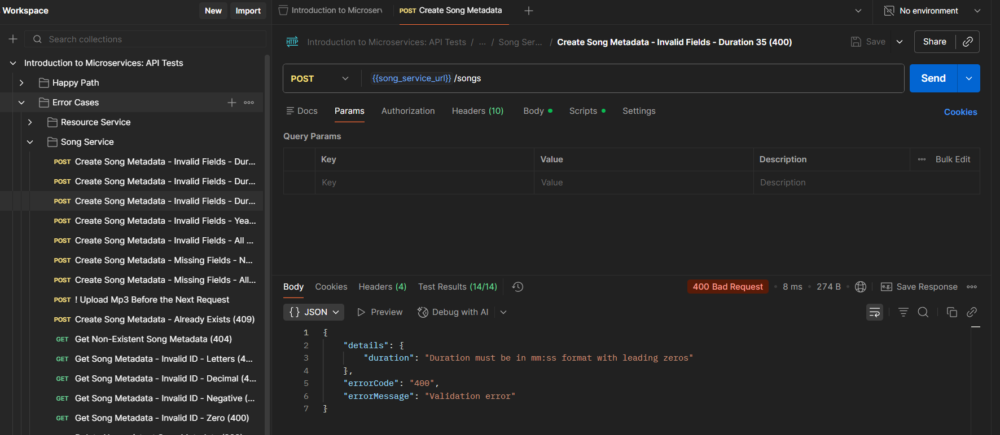 Workspace
New
Import
Search collections
Introduction to Microservices: API Tests
Happy Path
Error Cases
Resource Service
Song Service
POST Create Song Metadata - Invalid Fields - Dur...
POST Create Song Metadata - Invalid Fields - Dur...
POST Create Song Metadata - Invalid Fields - Dur...
POST Create Song Metadata - Invalid Fields - Yea...
POST Create Song Metadata - Invalid Fields - All ...
POST Create Song Metadata - Missing Fields - N...
POST Create Song Metadata - Missing Fields - All...
POST ! Upload Mp3 Before the Next Request
POST Create Song Metadata - Already Exists (409)
GET Get Non-Existent Song Metadata (404)
GET Get Song Metadata - Invalid ID - Letters (4...
GET Get Song Metadata - Invalid ID - Decimal (4...
GET Get Song Metadata - Invalid ID - Negative (...
GET Get Song Metadata - Invalid ID - Zero (400)
Introduction to Microserv
POST Create Song Metadata
No environment
HTTP Introduction to Microservices: API Tests / ... / Song Ser... / Create Song Metadata - Invalid Fields - Duration 35 (400)
Save
Share
POST {{song_service_url}} /songs
Send
Docs Params Authorization Headers (10) Body Scripts Settings
Cookies
Query Params
Key Value Description Bulk Edit
Key Value Description
Body Cookies Headers (4) Test Results (14/14)
400 Bad Request • 8 ms • 274 B
e.g. Save Response
{} JSON Preview Debug with AI
1 {
2 "details": {
3 "duration": "Duration must be in mm:ss format with leading zeros"
4 },
5 "errorCode": "400",
6 "errorMessage": "Validation error"
7 }